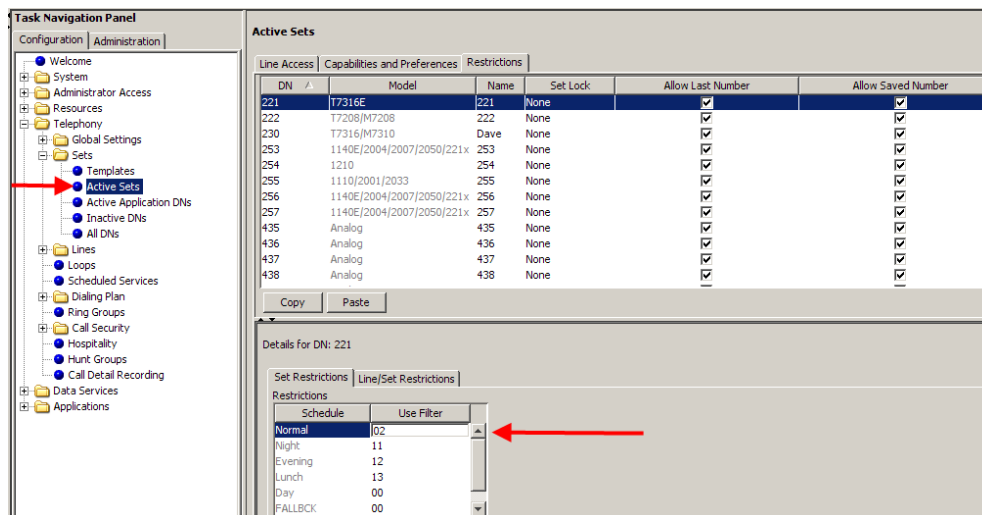 Task Navigation Panel
Configuration Administration
Welcome
System
Administrator Access
Resources
Telephony
Global Settings
Sets
Templates
Active Sets
Active Application DNs
Inactive DNs
All DNs
Lines
Loops
Scheduled Services
Dialing Plan
Ring Groups
Call Security
Hospitality
Hunt Groups
Call Detail Recording
Data Services
Applications
Active Sets
Line Access Capabilities and Preferences Restrictions
DN Model Name Set Lock Allow Last Number Allow Saved Number
221 T7316E 221 None
222 T7208/M7208 222 None
230 T7316/M7310 Dave None
253 1140E/2004/2007/2050/221x 253 None
254 1210 254 None
255 1110/2001/2033 255 None
256 1140E/2004/2007/2050/221x 256 None
257 1140E/2004/2007/2050/221x 257 None
435 Analog 435 None
436 Analog 436 None
437 Analog 437 None
438 Analog 438 None
Copy Paste
Details for DN: 221
Set Restrictions Line/Set Restrictions
Restrictions
Schedule Use Filter
Normal 02
Night 11
Evening 12
Lunch 13
Day 00
FALLBCK 00